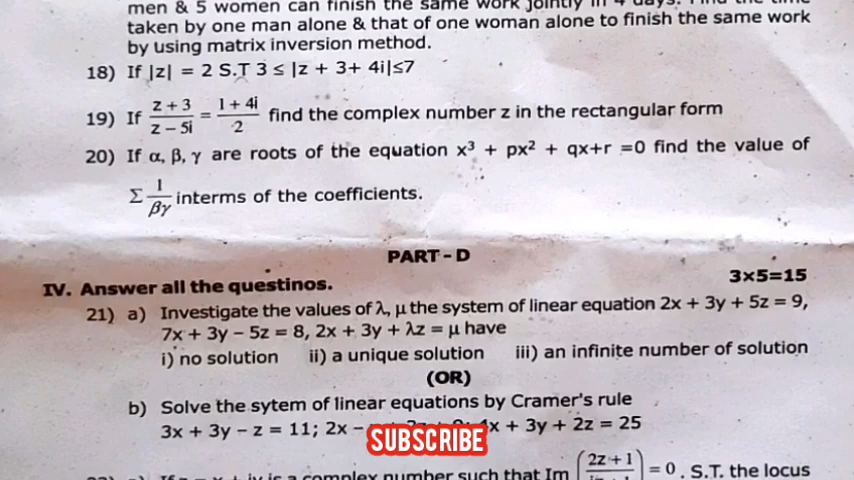 men & 5 women can finish the same work jointly in 4 days. Find the time
taken by one man alone & that of one woman alone to finish the same work
by using matrix inversion method.
18) If |z| = 2 S.T 3 ≤ |z + 3+ 4i|≤7
19) If (z + 3)/(z – 5i) = (1 + 4i)/2 find the complex number z in the rectangular form
20) If α, β, γ are roots of the equation x³ + px² + qx+r =0 find the value of
Σ 1/βγ interms of the coefficients.
PART - D
IV. Answer all the questinos. 3×5=15
21) a) Investigate the values of λ, μ the system of linear equation 2x + 3y + 5z = 9,
7x + 3y – 5z = 8, 2x + 3y + λz = μ have
i) no solution ii) a unique solution iii) an infinite number of solution
(OR)
b) Solve the sytem of linear equations by Cramer's rule
3x + 3y – z = 11; 2x – 4x + 3y + 2z = 25
SUBSCRIBE
is a complex number such that Im (2z + 1) = 0 . S.T. the locus